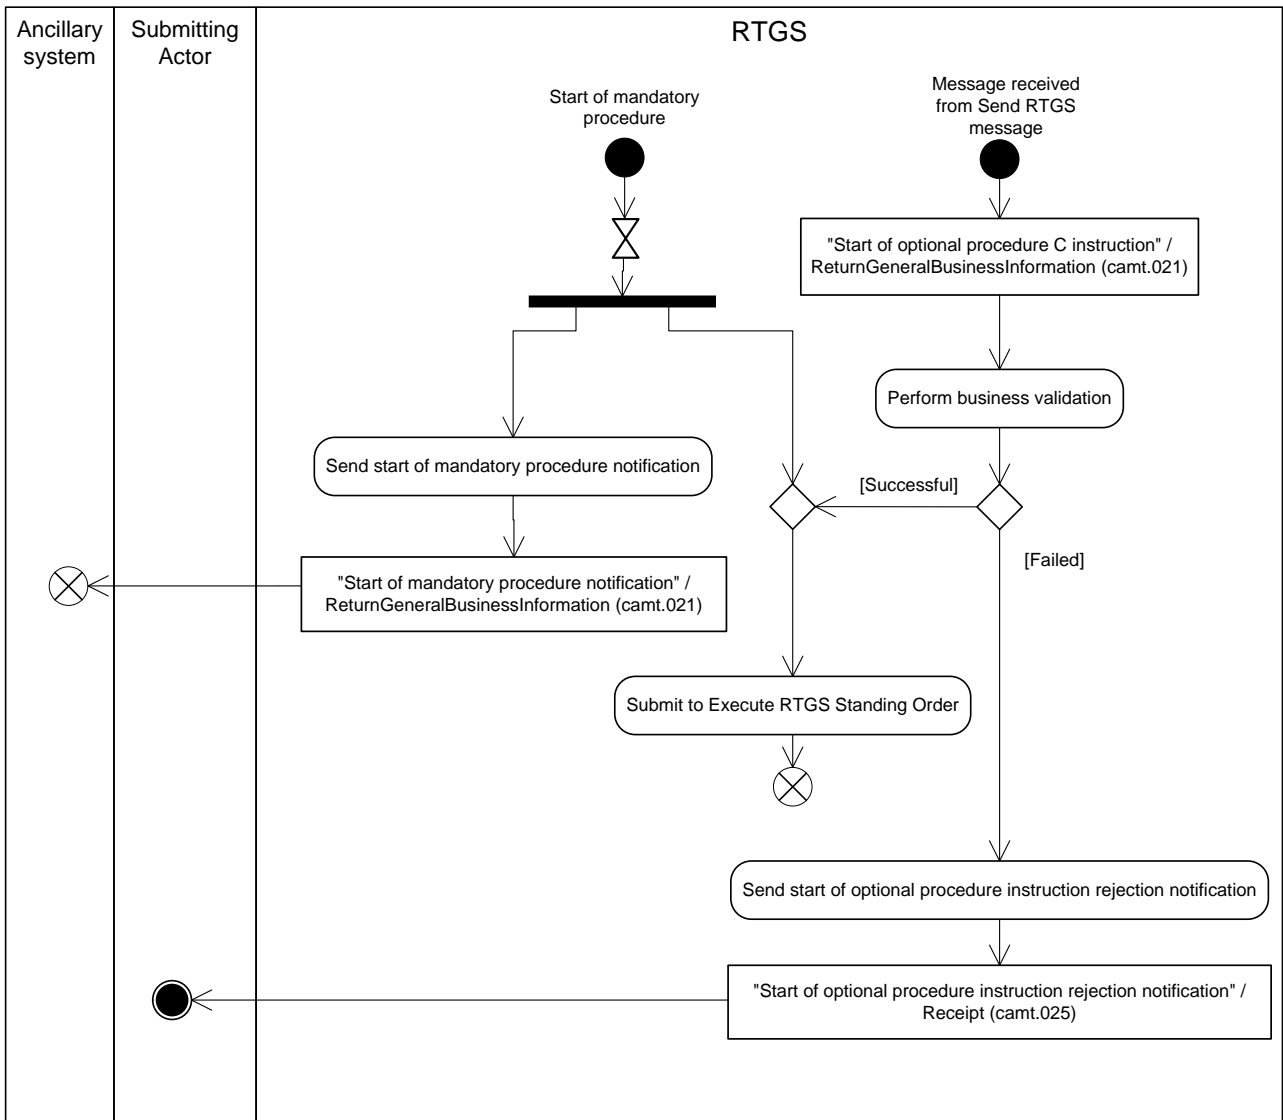 Ancillary
system
Submitting
Actor
RTGS
Start of mandatory
procedure
Message received
from Send RTGS
message
"Start of optional procedure C instruction" /
ReturnGeneralBusinessInformation (camt.021)
Perform business validation
Send start of mandatory procedure notification
[Successful]
[Failed]
"Start of mandatory procedure notification" /
ReturnGeneralBusinessInformation (camt.021)
Submit to Execute RTGS Standing Order
Send start of optional procedure instruction rejection notification
"Start of optional procedure instruction rejection notification" /
Receipt (camt.025)